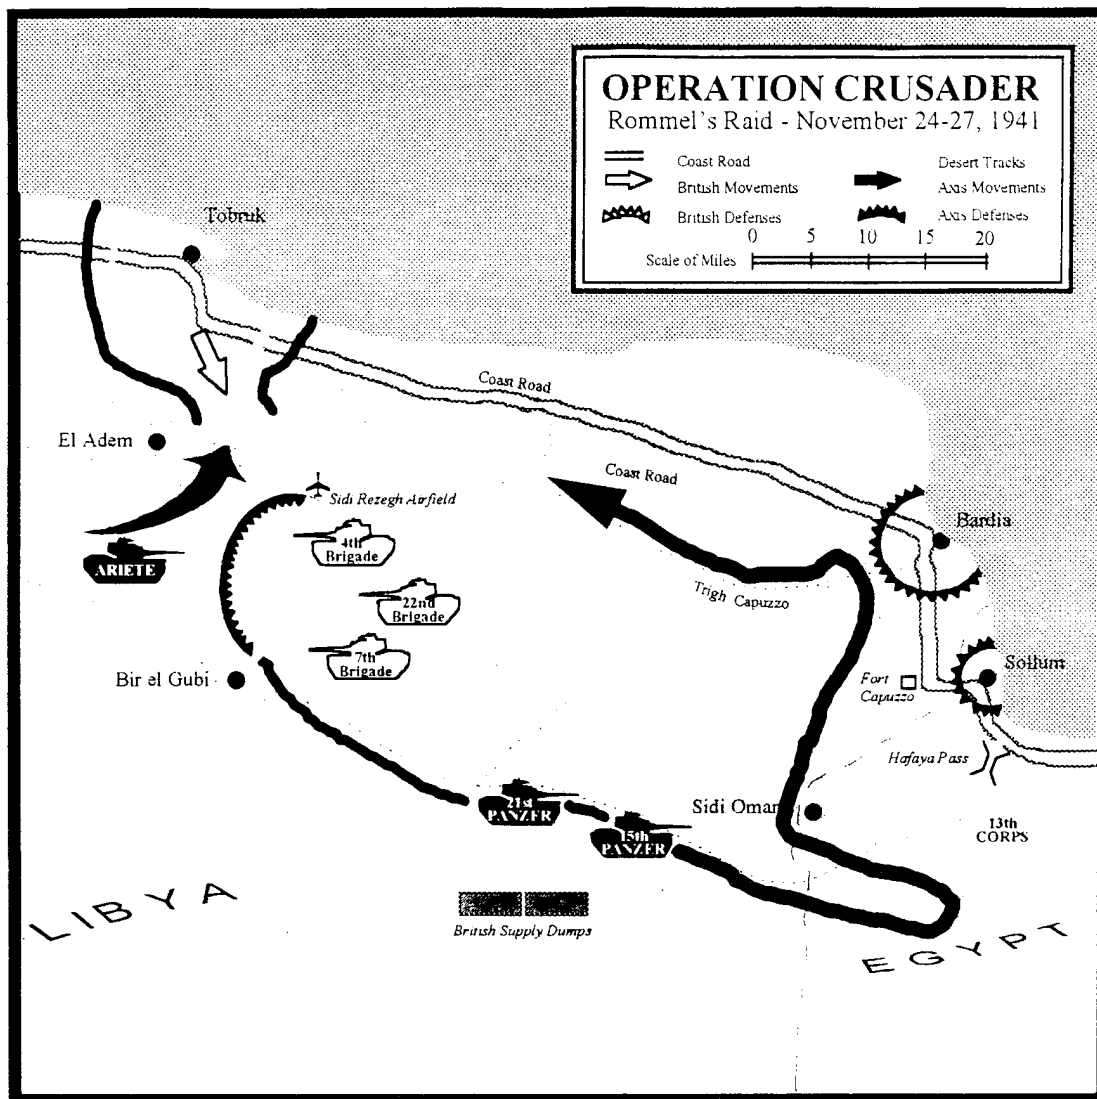 OPERATION CRUSADER
Rommel's Raid - November 24-27, 1941
Coast Road
Desert Tracks
British Movements
Axis Movements
British Defenses
Axis Defenses
0 5 10 15 20
Scale of Miles
Tobruk
Coast Road
El Adem
Coast Road
Sidi Rezegh Airfield
Bardia
4th
Brigade
ARIETE
Trigh Capuzzo
22nd
Brigade
7th
Brigade
Sollum
Bir el Gubi
Fort
Capuzzo
Hafaya Pass
21st
PANZER
Sidi Omar
15th
PANZER
13th
CORPS
LIBYA
British Supply Dumps
EGYPT